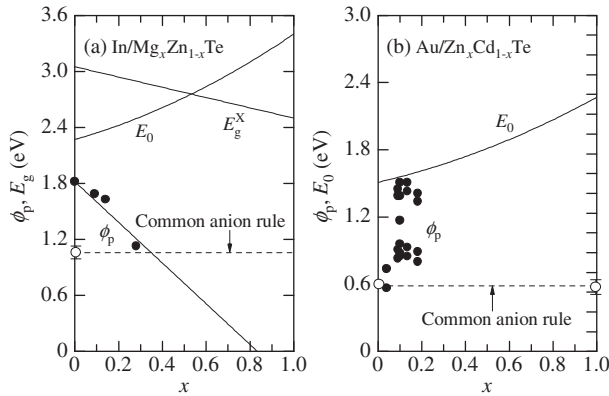 (a) In/MgₓZn₁₋ₓTe
E₀
E_g^X
ϕₚ
Common anion rule
ϕₚ, E_g (eV)
3.6
3.0
2.4
1.8
1.2
0.6
0
0 0.2 0.4 0.6 0.8 1.0
x
(b) Au/ZnₓCd₁₋ₓTe
E₀
ϕₚ
Common anion rule
ϕₚ, E₀ (eV)
3.0
2.4
1.8
1.2
0.6
0
0 0.2 0.4 0.6 0.8 1.0
x